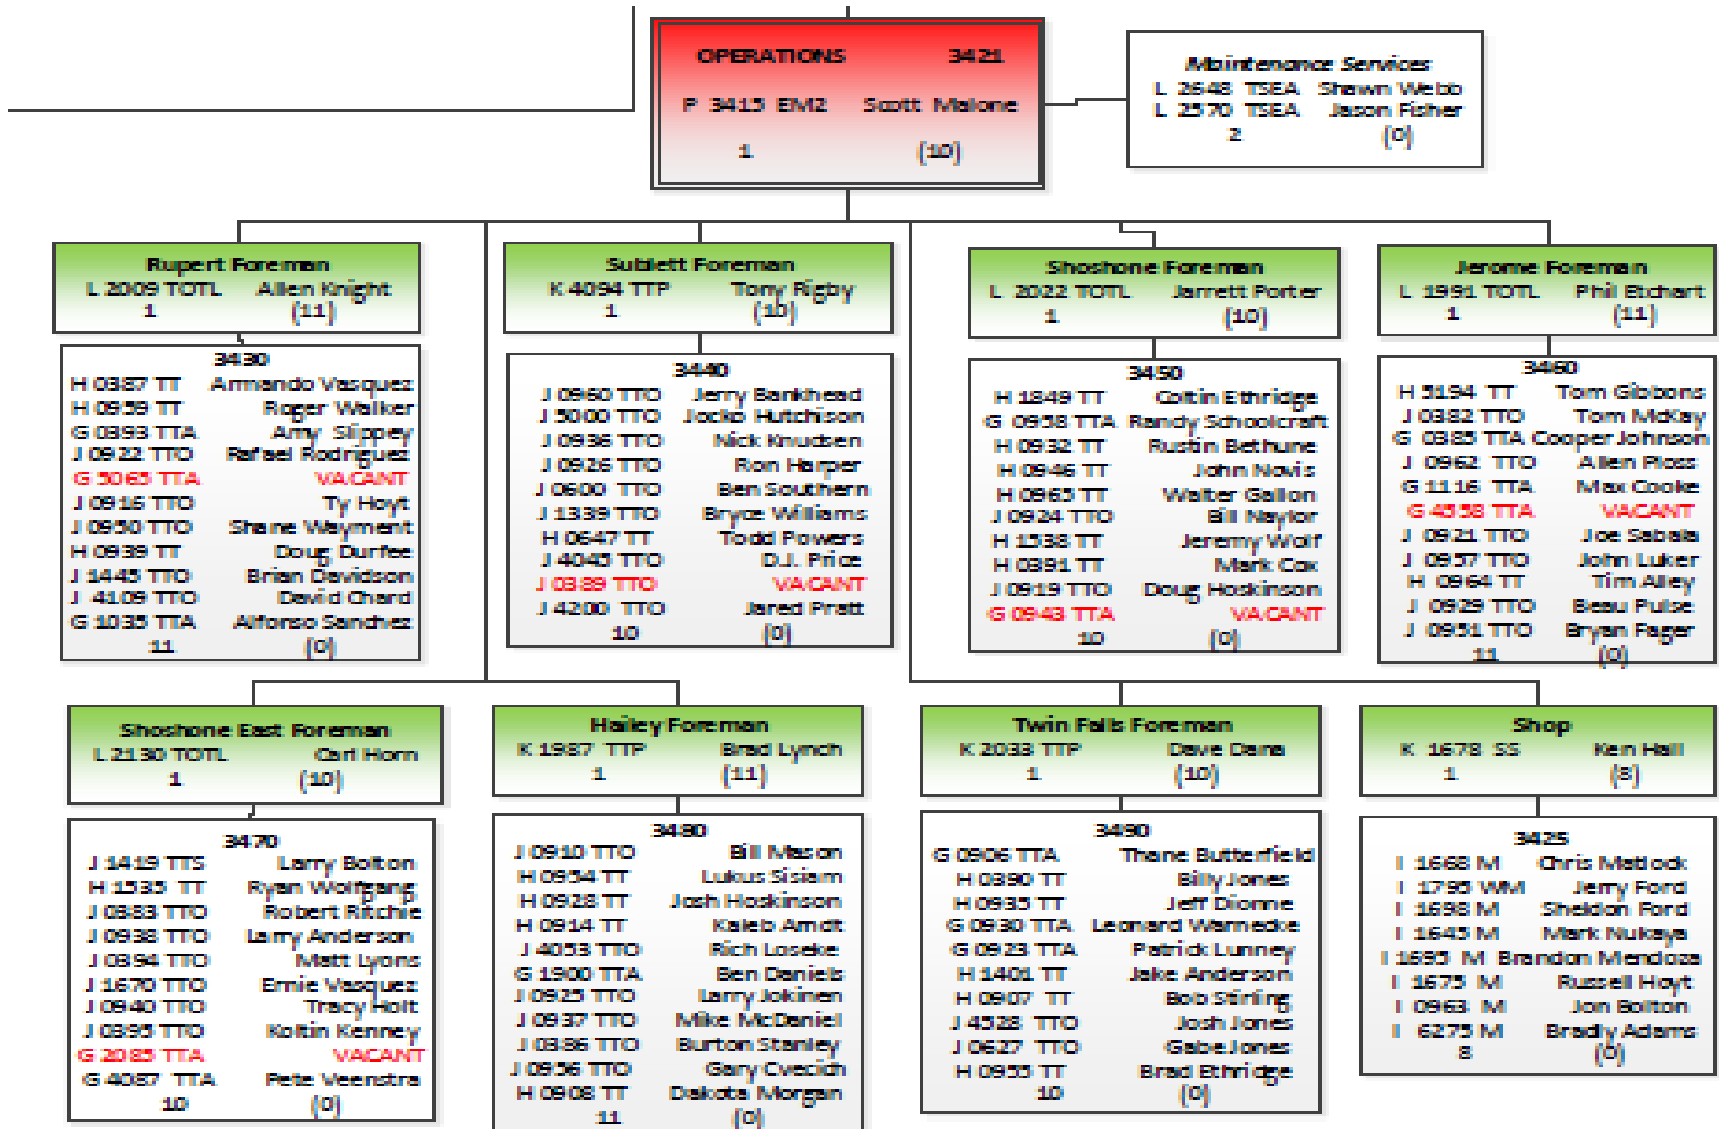 OPERATIONS 3421
P 3415 EM2 Scott Malone
1 (10)
Maintenance Services
L 2648 TSEA Shawn Webb
L 2570 TSEA Jason Fisher
2 (0)
Rupert Foreman
L 2009 TOTL Allen Knight
1 (11)
3430
H 0387 TT Armando Vasquez
H 0959 TT Roger Walker
G 0393 TTA Amy Slippey
J 0922 TTO Rafael Rodriguez
G 5065 TTA VACANT
J 0916 TTO Ty Hoyt
J 0950 TTO Shane Wayment
H 0939 TT Doug Durfee
J 1445 TTO Brian Davidson
J 4109 TTO David Chard
G 1035 TTA Alfonso Sanchez
11 (0)
Sublett Foreman
K 4094 TTP Tony Rigby
1 (10)
3440
J 0960 TTO Jerry Bankhead
J 5000 TTO Jocko Hutchison
J 0936 TTO Nick Knudsen
J 0926 TTO Ron Harper
J 0600 TTO Ben Southern
J 1339 TTO Bryce Williams
H 0647 TT Todd Powers
J 4045 TTO D.J. Price
J 0389 TTO VACANT
J 4200 TTO Jared Pratt
10 (0)
Shoshone Foreman
L 2022 TOTL Jarrett Porter
1 (10)
3450
H 1849 TT Coltin Ethridge
G 0958 TTA Randy Schoolcraft
H 0932 TT Rustin Bethune
H 0946 TT John Novis
H 0965 TT Walter Gallon
J 0924 TTO Bill Naylor
H 1538 TT Jeremy Wolf
H 0391 TT Mark Cox
J 0919 TTO Doug Hoskinson
G 0943 TTA VACANT
10 (0)
Jerome Foreman
L 1991 TOTL Phil Etchart
1 (11)
3460
H 5194 TT Tom Gibbons
J 0382 TTO Tom McKay
G 0385 TTA Cooper Johnson
J 0962 TTO Allen Ploss
G 1116 TTA Max Cooke
G 4558 TTA VACANT
J 0921 TTO Joe Sabala
J 0957 TTO John Luker
H 0964 TT Tim Alley
J 0929 TTO Beau Pulse
J 0951 TTO Bryan Fager
11 (0)
Shoshone East Foreman
L 2130 TOTL Carl Horn
1 (10)
3470
J 1419 TTS Larry Bolton
H 1535 TT Ryan Wolfgang
J 0383 TTO Robert Ritchie
J 0938 TTO Larry Anderson
J 0394 TTO Matt Lyons
J 1670 TTO Ernie Vasquez
J 0940 TTO Tracy Holt
J 0395 TTO Koltin Kenney
G 2085 TTA VACANT
G 4087 TTA Pete Veenstra
10 (0)
Hailey Foreman
K 1987 TTP Brad Lynch
1 (11)
3480
J 0910 TTO Bill Mason
H 0954 TT Lukus Sisiam
H 0928 TT Josh Hoskinson
H 0914 TT Kaleb Arndt
J 4053 TTO Rich Loseke
G 1900 TTA Ben Daniels
J 0925 TTO Larry Jokinen
J 0937 TTO Mike McDaniel
J 0386 TTO Burton Stanley
J 0956 TTO Gary Cvecich
H 0908 TT Dakota Morgan
11 (0)
Twin Falls Foreman
K 2033 TTP Dave Dana
1 (10)
3490
G 0906 TTA Thane Butterfield
H 0390 TT Billy Jones
H 0935 TT Jeff Dionne
G 0930 TTA Leonard Warnecke
G 0923 TTA Patrick Lunney
H 1401 TT Jake Anderson
H 0907 TT Bob Stirling
J 4528 TTO Josh Jones
J 0627 TTO Gabe Jones
H 0955 TT Brad Ethridge
10 (0)
Shop
K 1678 SS Ken Hall
1 (8)
3425
I 1668 M Chris Matlock
I 1795 WM Jerry Ford
I 1698 M Sheldon Ford
I 1645 M Mark Nukaya
I 1695 M Brandon Mendoza
I 1675 M Russell Hoyt
I 0963 M Jon Bolton
I 6275 M Bradly Adams
8 (0)